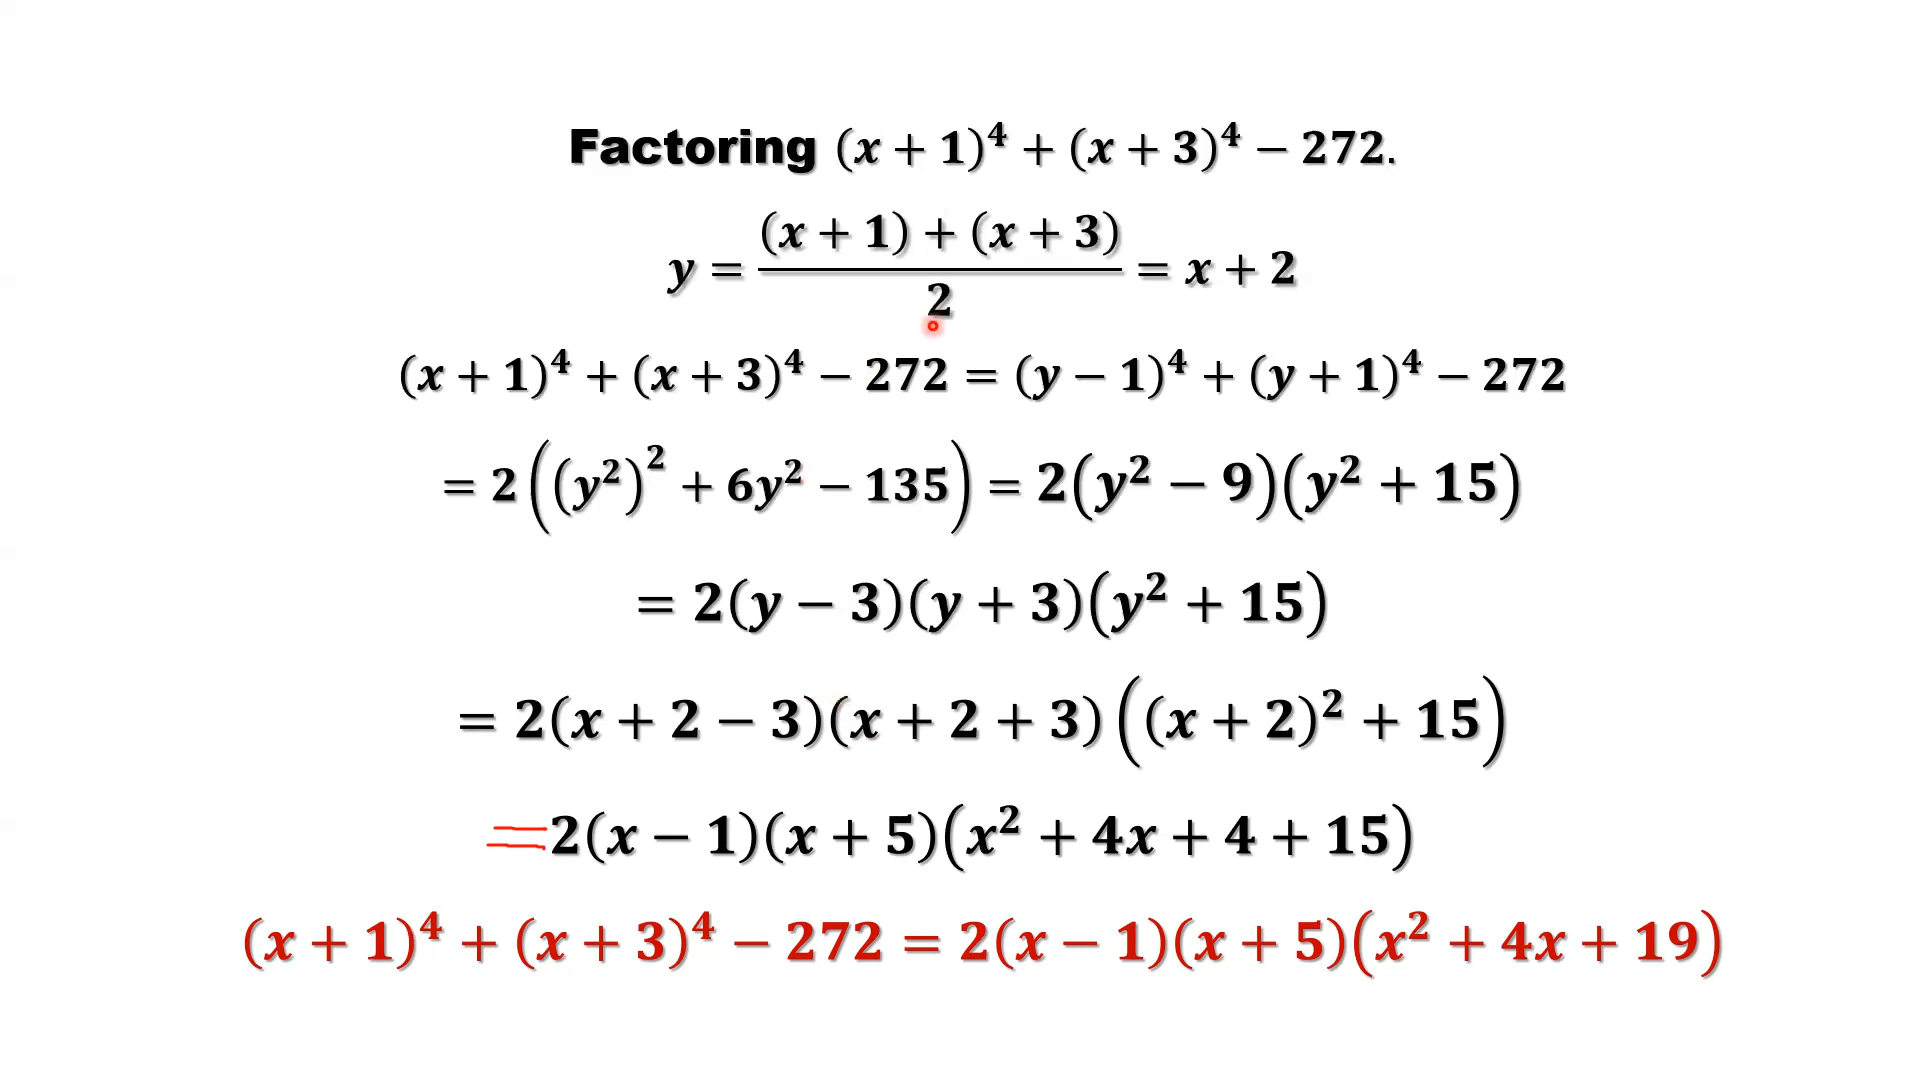 Factoring (x + 1)⁴ + (x + 3)⁴ − 272.
y = ((x + 1) + (x + 3))/2 = x + 2
(x + 1)⁴ + (x + 3)⁴ − 272 = (y − 1)⁴ + (y + 1)⁴ − 272
= 2((y²)² + 6y² − 135) = 2(y² − 9)(y² + 15)
= 2(y − 3)(y + 3)(y² + 15)
= 2(x + 2 − 3)(x + 2 + 3)((x + 2)² + 15)
=2(x − 1)(x + 5)(x² + 4x + 4 + 15)
(x + 1)⁴ + (x + 3)⁴ − 272 = 2(x − 1)(x + 5)(x² + 4x + 19)